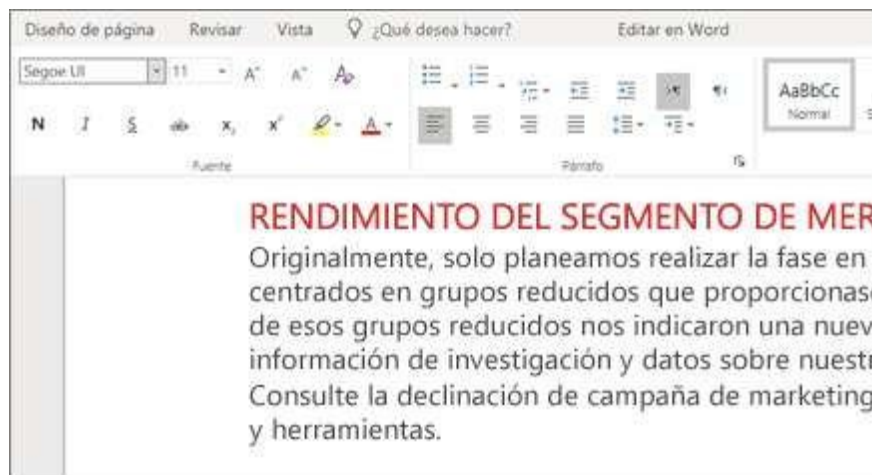 Diseño de página Revisar Vista ¿Qué desea hacer? Editar en Word
Segoe UI 11 A A A
N I S ab x, x A AaBbCc
Normal
Fuente Párrafo
RENDIMIENTO DEL SEGMENTO DE MER
Originalmente, solo planeamos realizar la fase en
centrados en grupos reducidos que proporcionas
de esos grupos reducidos nos indicaron una nuev
información de investigación y datos sobre nuest
Consulte la declinación de campaña de marketing
y herramientas.